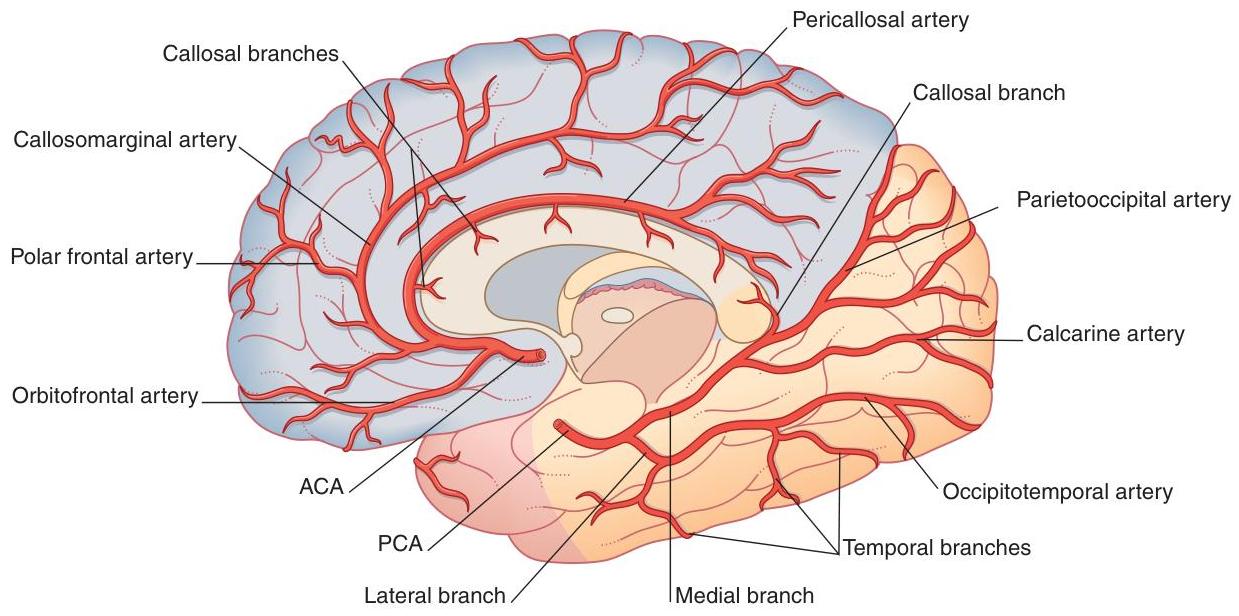 Pericallosal artery
Callosal branches
Callosal branch
Callosomarginal artery
Parietooccipital artery
Polar frontal artery
Calcarine artery
Orbitofrontal artery
ACA
Occipitotemporal artery
PCA
Temporal branches
Lateral branch
Medial branch